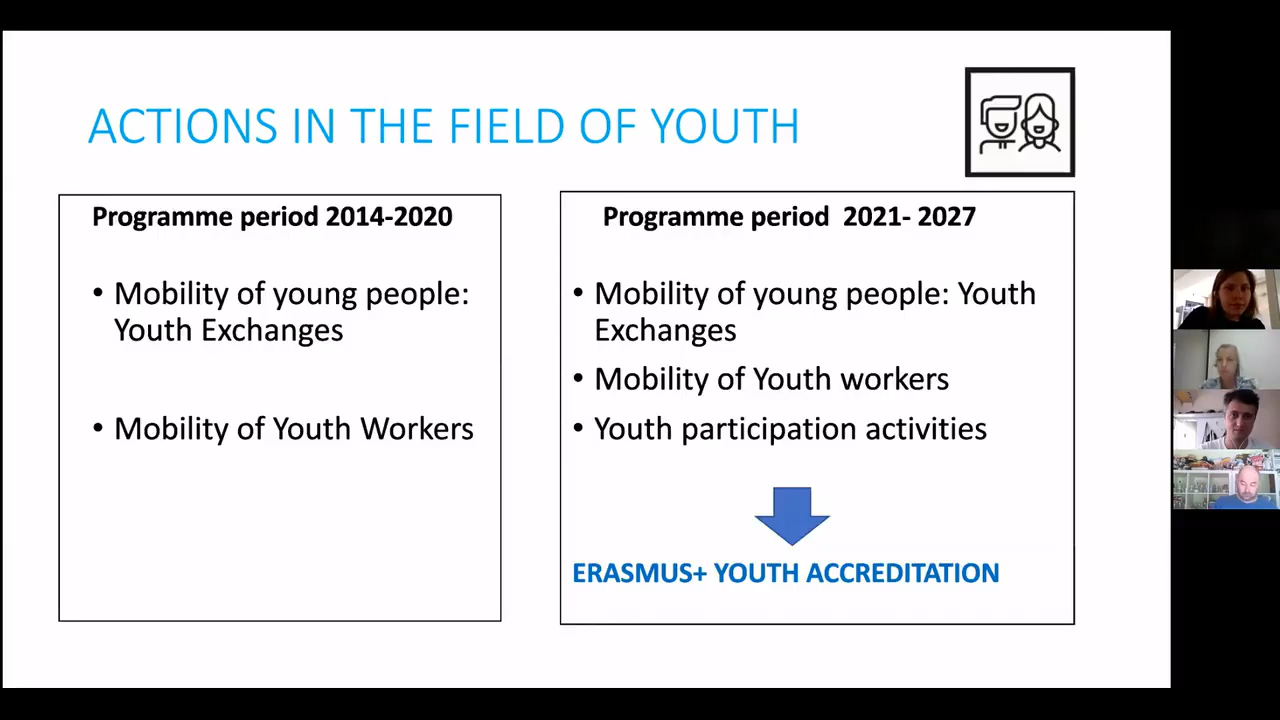 ACTIONS IN THE FIELD OF YOUTH
Programme period 2014-2020
• Mobility of young people:
Youth Exchanges
• Mobility of Youth Workers
Programme period 2021- 2027
• Mobility of young people: Youth
Exchanges
• Mobility of Youth workers
• Youth participation activities
ERASMUS+ YOUTH ACCREDITATION